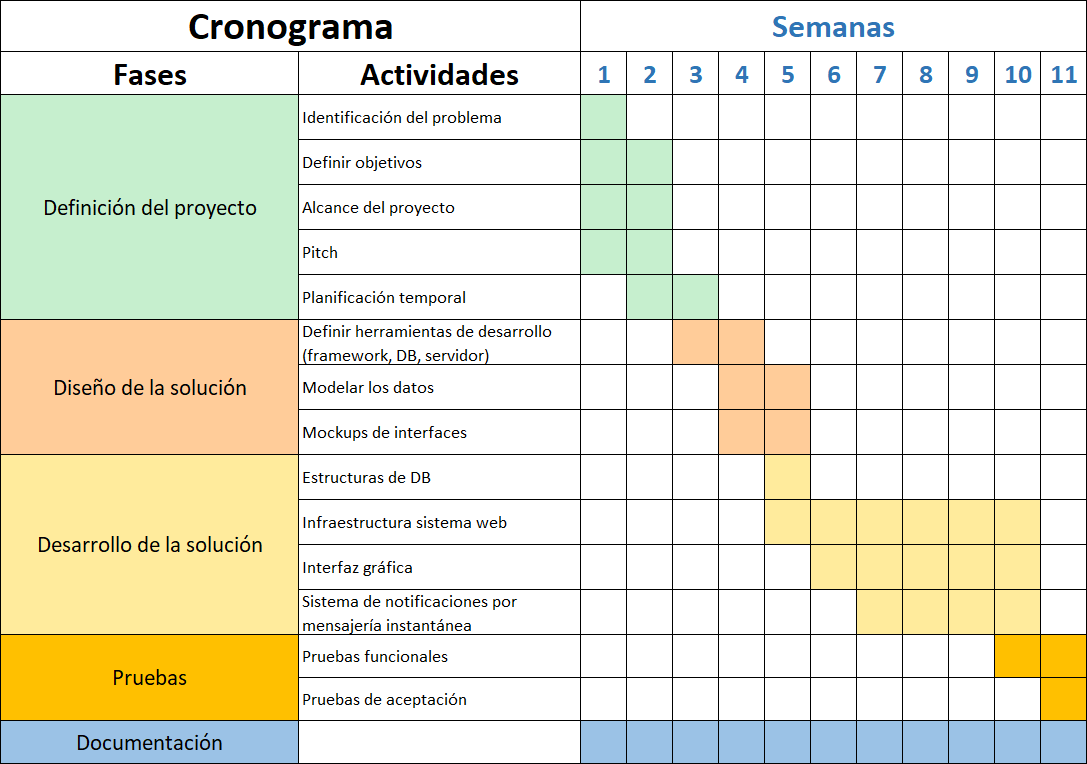 Cronograma
Semanas
Fases
Actividades
1 2 3 4 5 6 7 8 9 10 11
Definición del proyecto
Identificación del problema
Definir objetivos
Alcance del proyecto
Pitch
Planificación temporal
Diseño de la solución
Definir herramientas de desarrollo
(framework, DB, servidor)
Modelar los datos
Mockups de interfaces
Desarrollo de la solución
Estructuras de DB
Infraestructura sistema web
Interfaz gráfica
Sistema de notificaciones por
mensajería instantánea
Pruebas
Pruebas funcionales
Pruebas de aceptación
Documentación